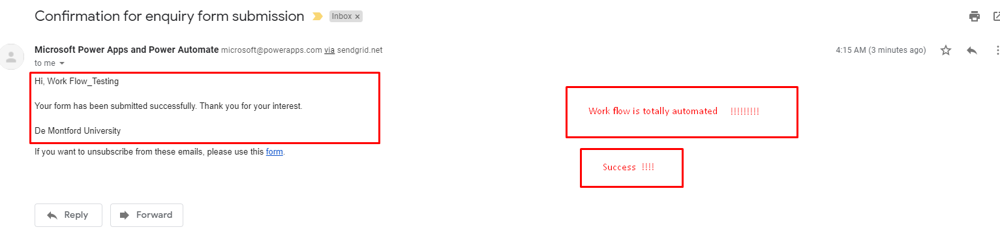 Confirmation for enquiry form submission Inbox ×
Microsoft Power Apps and Power Automate microsoft@powerapps.com via sendgrid.net 4:15 AM (3 minutes ago)
to me
Hi, Work Flow_Testing
Your form has been submitted successfully. Thank you for your interest.
De Montford University
If you want to unsubscribe from these emails, please use this form.
Work flow is totally automated !!!!!!!!!
Success !!!!
Reply Forward